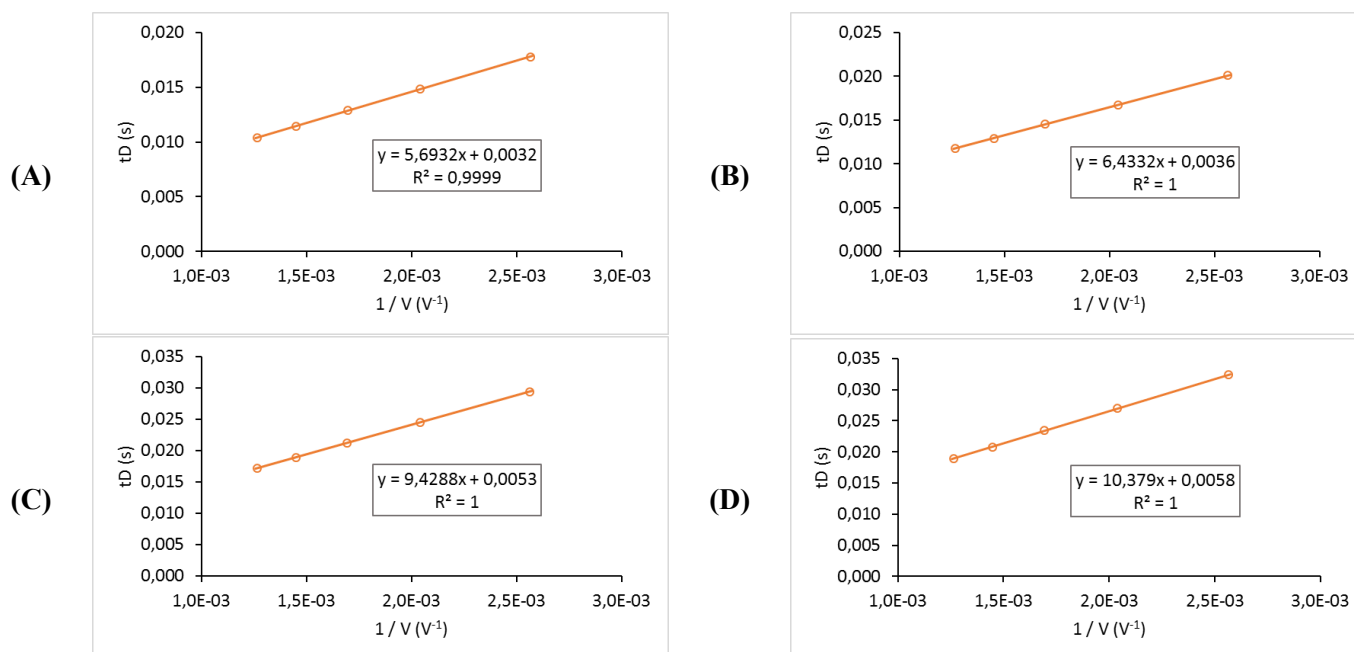 (A)
tD (s)
0,020
0,015
0,010
0,005
0,000
y = 5,6932x + 0,0032
R² = 0,9999
1,0E-03 1,5E-03 2,0E-03 2,5E-03 3,0E-03
1 / V (V⁻¹)
(B)
tD (s)
0,025
0,020
0,015
0,010
0,005
0,000
y = 6,4332x + 0,0036
R² = 1
1,0E-03 1,5E-03 2,0E-03 2,5E-03 3,0E-03
1 / V (V⁻¹)
(C)
tD (s)
0,035
0,030
0,025
0,020
0,015
0,010
0,005
0,000
y = 9,4288x + 0,0053
R² = 1
1,0E-03 1,5E-03 2,0E-03 2,5E-03 3,0E-03
1 / V (V⁻¹)
(D)
tD (s)
0,035
0,030
0,025
0,020
0,015
0,010
0,005
0,000
y = 10,379x + 0,0058
R² = 1
1,0E-03 1,5E-03 2,0E-03 2,5E-03 3,0E-03
1 / V (V⁻¹)